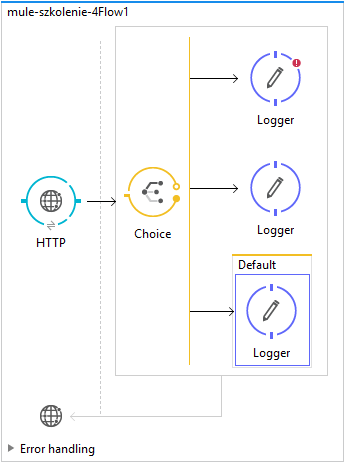 mule-szkolenie-4Flow1
Logger
HTTP
Choice
Logger
Default
Logger
Error handling